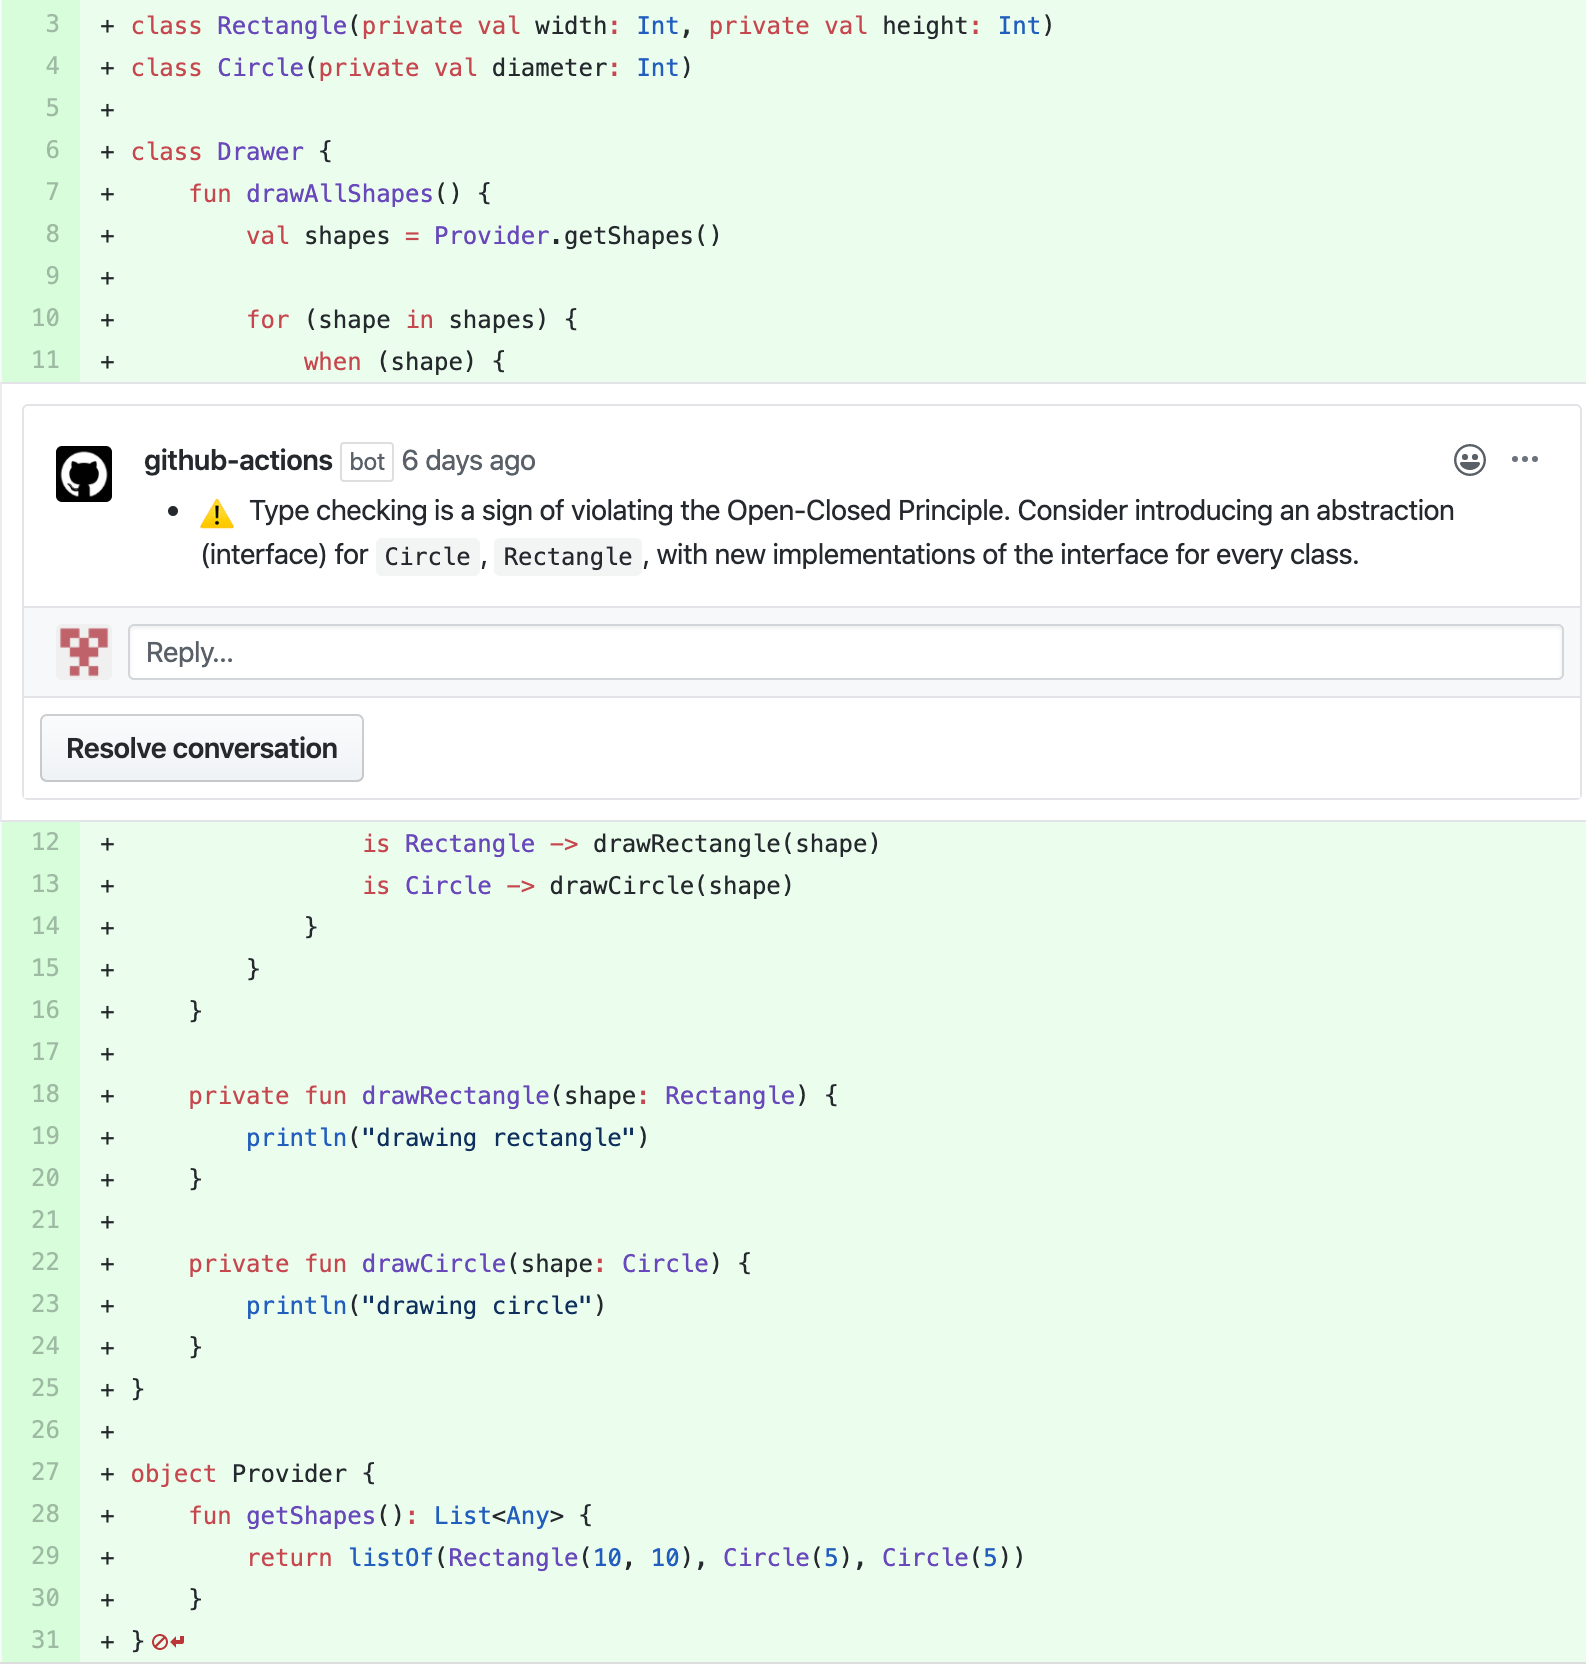 3 + class Rectangle(private val width: Int, private val height: Int)
4 + class Circle(private val diameter: Int)
5 +
6 + class Drawer {
7 +     fun drawAllShapes() {
8 +         val shapes = Provider.getShapes()
9 +
10 +         for (shape in shapes) {
11 +             when (shape) {
github-actions bot 6 days ago
• ⚠️ Type checking is a sign of violating the Open-Closed Principle. Consider introducing an abstraction
(interface) for Circle, Rectangle, with new implementations of the interface for every class.
Reply...
Resolve conversation
12 +                 is Rectangle -> drawRectangle(shape)
13 +                 is Circle -> drawCircle(shape)
14 +             }
15 +         }
16 +     }
17 +
18 +     private fun drawRectangle(shape: Rectangle) {
19 +         println("drawing rectangle")
20 +     }
21 +
22 +     private fun drawCircle(shape: Circle) {
23 +         println("drawing circle")
24 +     }
25 + }
26 +
27 + object Provider {
28 +     fun getShapes(): List<Any> {
29 +         return listOf(Rectangle(10, 10), Circle(5), Circle(5))
30 +     }
31 + }